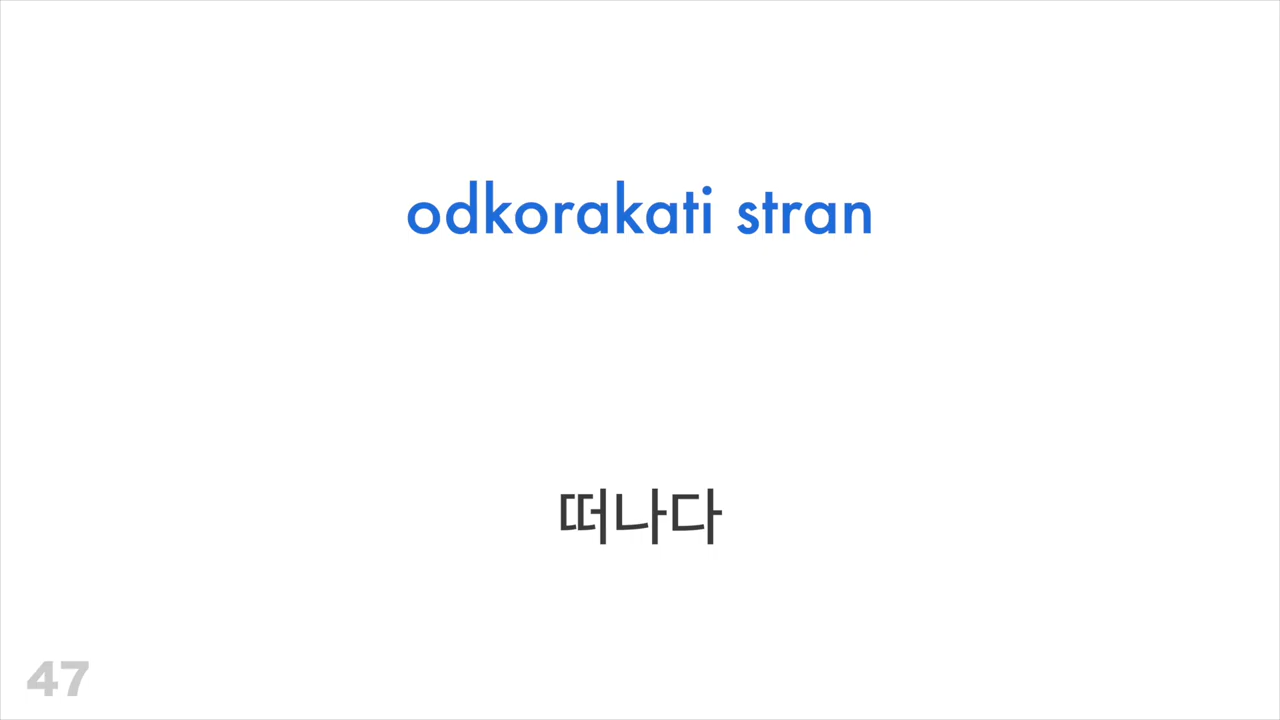 odkorakati stran
떠나다
47